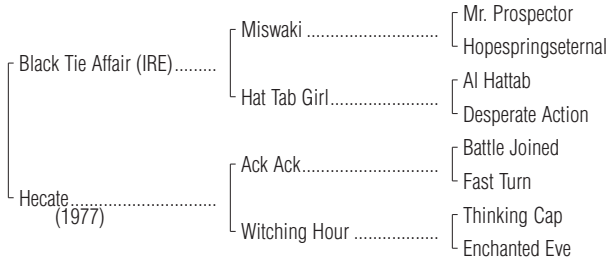 Mr. Prospector
Miswaki ....................................
Hopespringseternal
Black Tie Affair (IRE).........
Al Hattab
Hat Tab Girl.............................
Desperate Action
Battle Joined
Ack Ack.....................................
Fast Turn
Hecate.......................................
(1977)
Thinking Cap
Witching Hour .......................
Enchanted Eve